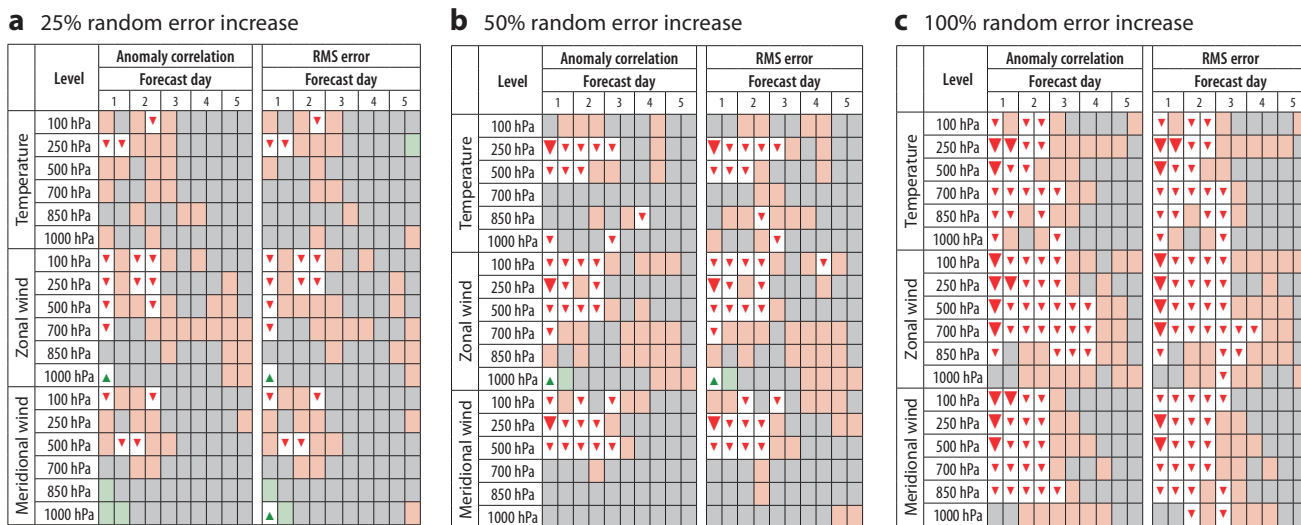 a 25% random error increase
Level
Anomaly correlation
RMS error
Forecast day
Forecast day
1 2 3 4 5
1 2 3 4 5
Temperature
100 hPa
250 hPa
500 hPa
700 hPa
850 hPa
1000 hPa
Zonal wind
100 hPa
250 hPa
500 hPa
700 hPa
850 hPa
1000 hPa
Meridional wind
100 hPa
250 hPa
500 hPa
700 hPa
850 hPa
1000 hPa
b 50% random error increase
Level
Anomaly correlation
RMS error
Forecast day
Forecast day
1 2 3 4 5
1 2 3 4 5
Temperature
100 hPa
250 hPa
500 hPa
700 hPa
850 hPa
1000 hPa
Zonal wind
100 hPa
250 hPa
500 hPa
700 hPa
850 hPa
1000 hPa
Meridional wind
100 hPa
250 hPa
500 hPa
700 hPa
850 hPa
1000 hPa
c 100% random error increase
Level
Anomaly correlation
RMS error
Forecast day
Forecast day
1 2 3 4 5
1 2 3 4 5
Temperature
100 hPa
250 hPa
500 hPa
700 hPa
850 hPa
1000 hPa
Zonal wind
100 hPa
250 hPa
500 hPa
700 hPa
850 hPa
1000 hPa
Meridional wind
100 hPa
250 hPa
500 hPa
700 hPa
850 hPa
1000 hPa